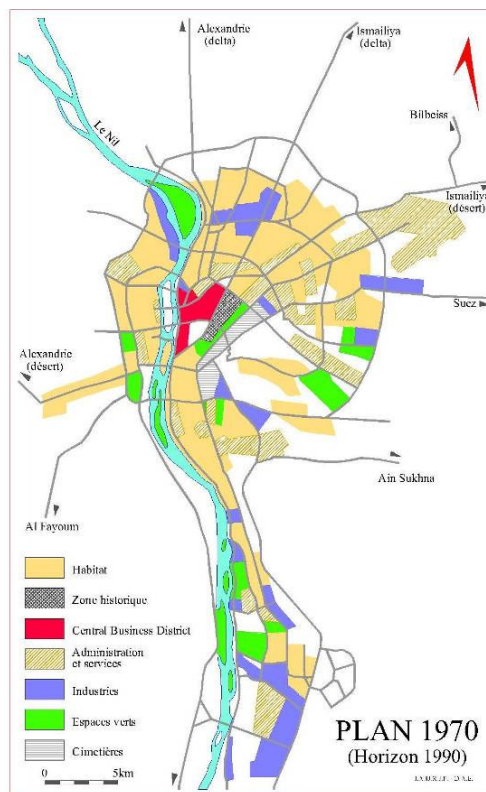 Alexandrie
(delta)
Ismailiya
(delta)
Bilbeiss
Le Nil
Ismailiya
(désert)
Suez
Alexandrie
(désert)
Ain Sukhna
Al Fayoum
Habitat
Zone historique
Central Business District
Administration
et services
Industries
Espaces verts
Cimetières
0 5km
PLAN 1970
(Horizon 1990)